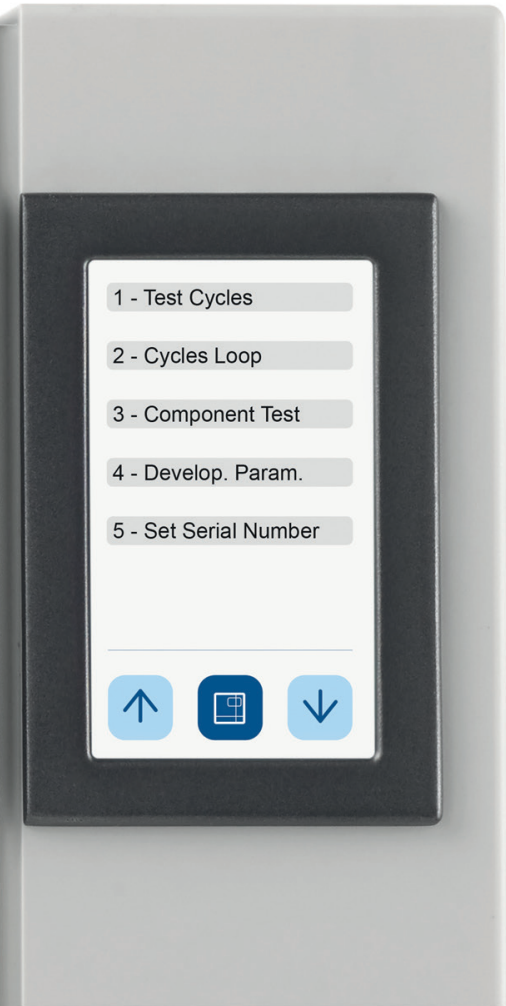 1 - Test Cycles
2 - Cycles Loop
3 - Component Test
4 - Develop. Param.
5 - Set Serial Number